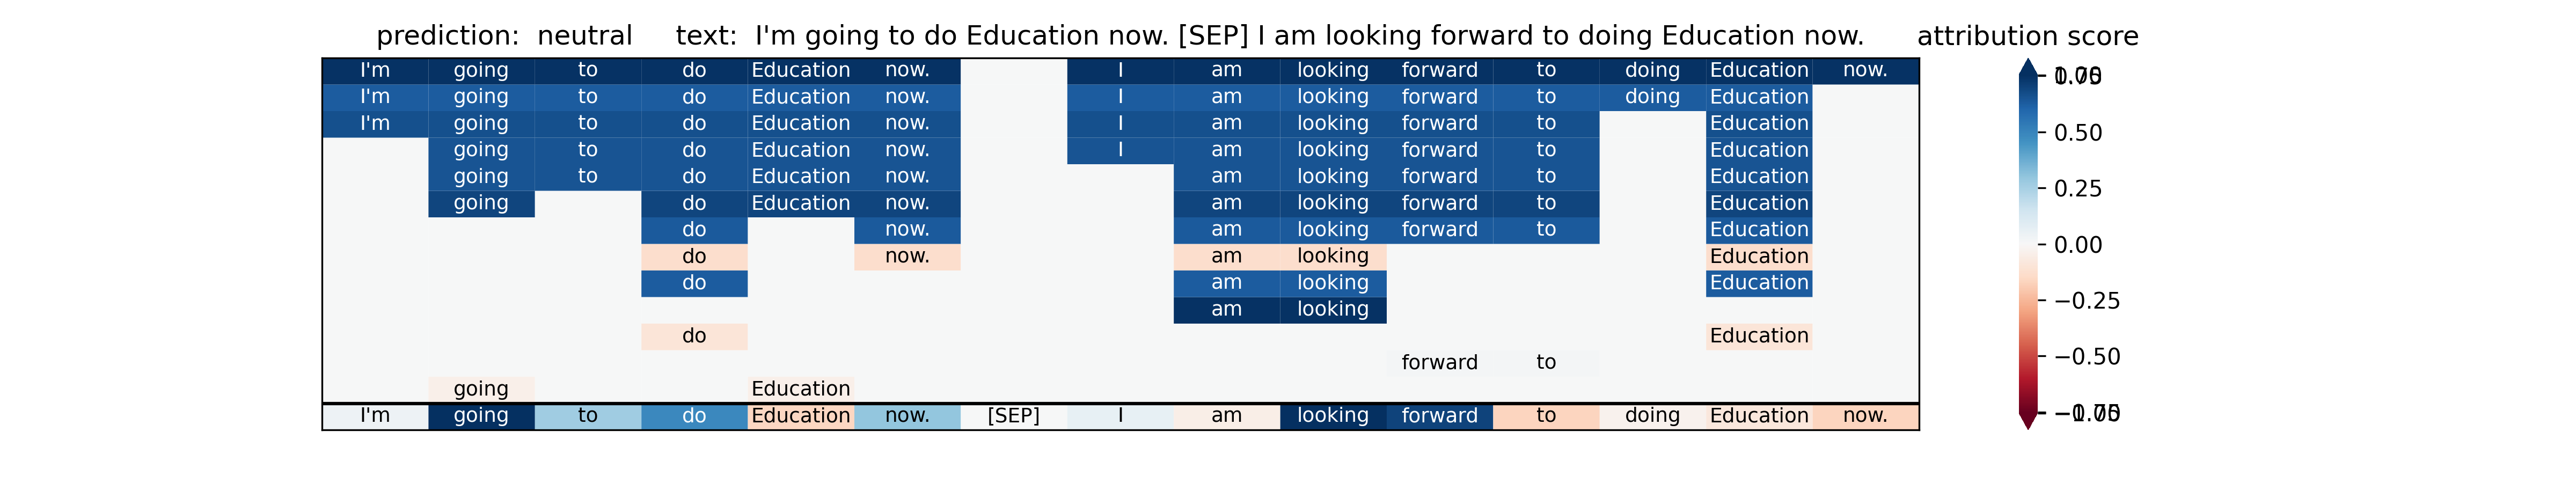 prediction: neutral text: I'm going to do Education now. [SEP] I am looking forward to doing Education now. attribution score
I'm going to do Education now. I am looking forward to doing Education now.
I'm going to do Education now. I am looking forward to doing Education
I'm going to do Education now. I am looking forward to Education
going to do Education now. I am looking forward to Education
going to do Education now. am looking forward to Education
going do Education now. am looking forward to Education
do now. am looking forward to Education
do now. am looking Education
do am looking Education
am looking
do Education
forward to
going Education
I'm going to do Education now. [SEP] I am looking forward to doing Education now.
0.50
0.25
0.00
−0.25
−0.50